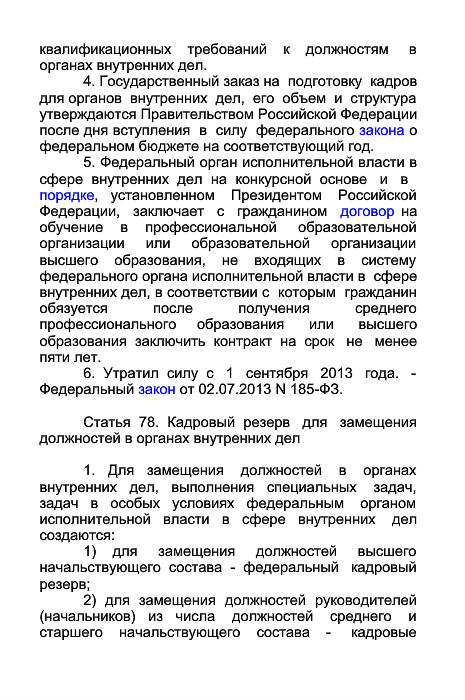 квалификационных требований к должностям в
органах внутренних дел.
4. Государственный заказ на подготовку кадров
для органов внутренних дел, его объем и структура
утверждаются Правительством Российской Федерации
после дня вступления в силу федерального закона о
федеральном бюджете на соответствующий год.
5. Федеральный орган исполнительной власти в
сфере внутренних дел на конкурсной основе и в
порядке, установленном Президентом Российской
Федерации, заключает с гражданином договор на
обучение в профессиональной образовательной
организации или образовательной организации
высшего образования, не входящих в систему
федерального органа исполнительной власти в сфере
внутренних дел, в соответствии с которым гражданин
обязуется после получения среднего
профессионального образования или высшего
образования заключить контракт на срок не менее
пяти лет.
6. Утратил силу с 1 сентября 2013 года. -
Федеральный закон от 02.07.2013 N 185-ФЗ.
Статья 78. Кадровый резерв для замещения
должностей в органах внутренних дел
1. Для замещения должностей в органах
внутренних дел, выполнения специальных задач,
задач в особых условиях федеральным органом
исполнительной власти в сфере внутренних дел
создаются:
1) для замещения должностей высшего
начальствующего состава - федеральный кадровый
резерв;
2) для замещения должностей руководителей
(начальников) из числа должностей среднего и
старшего начальствующего состава - кадровые